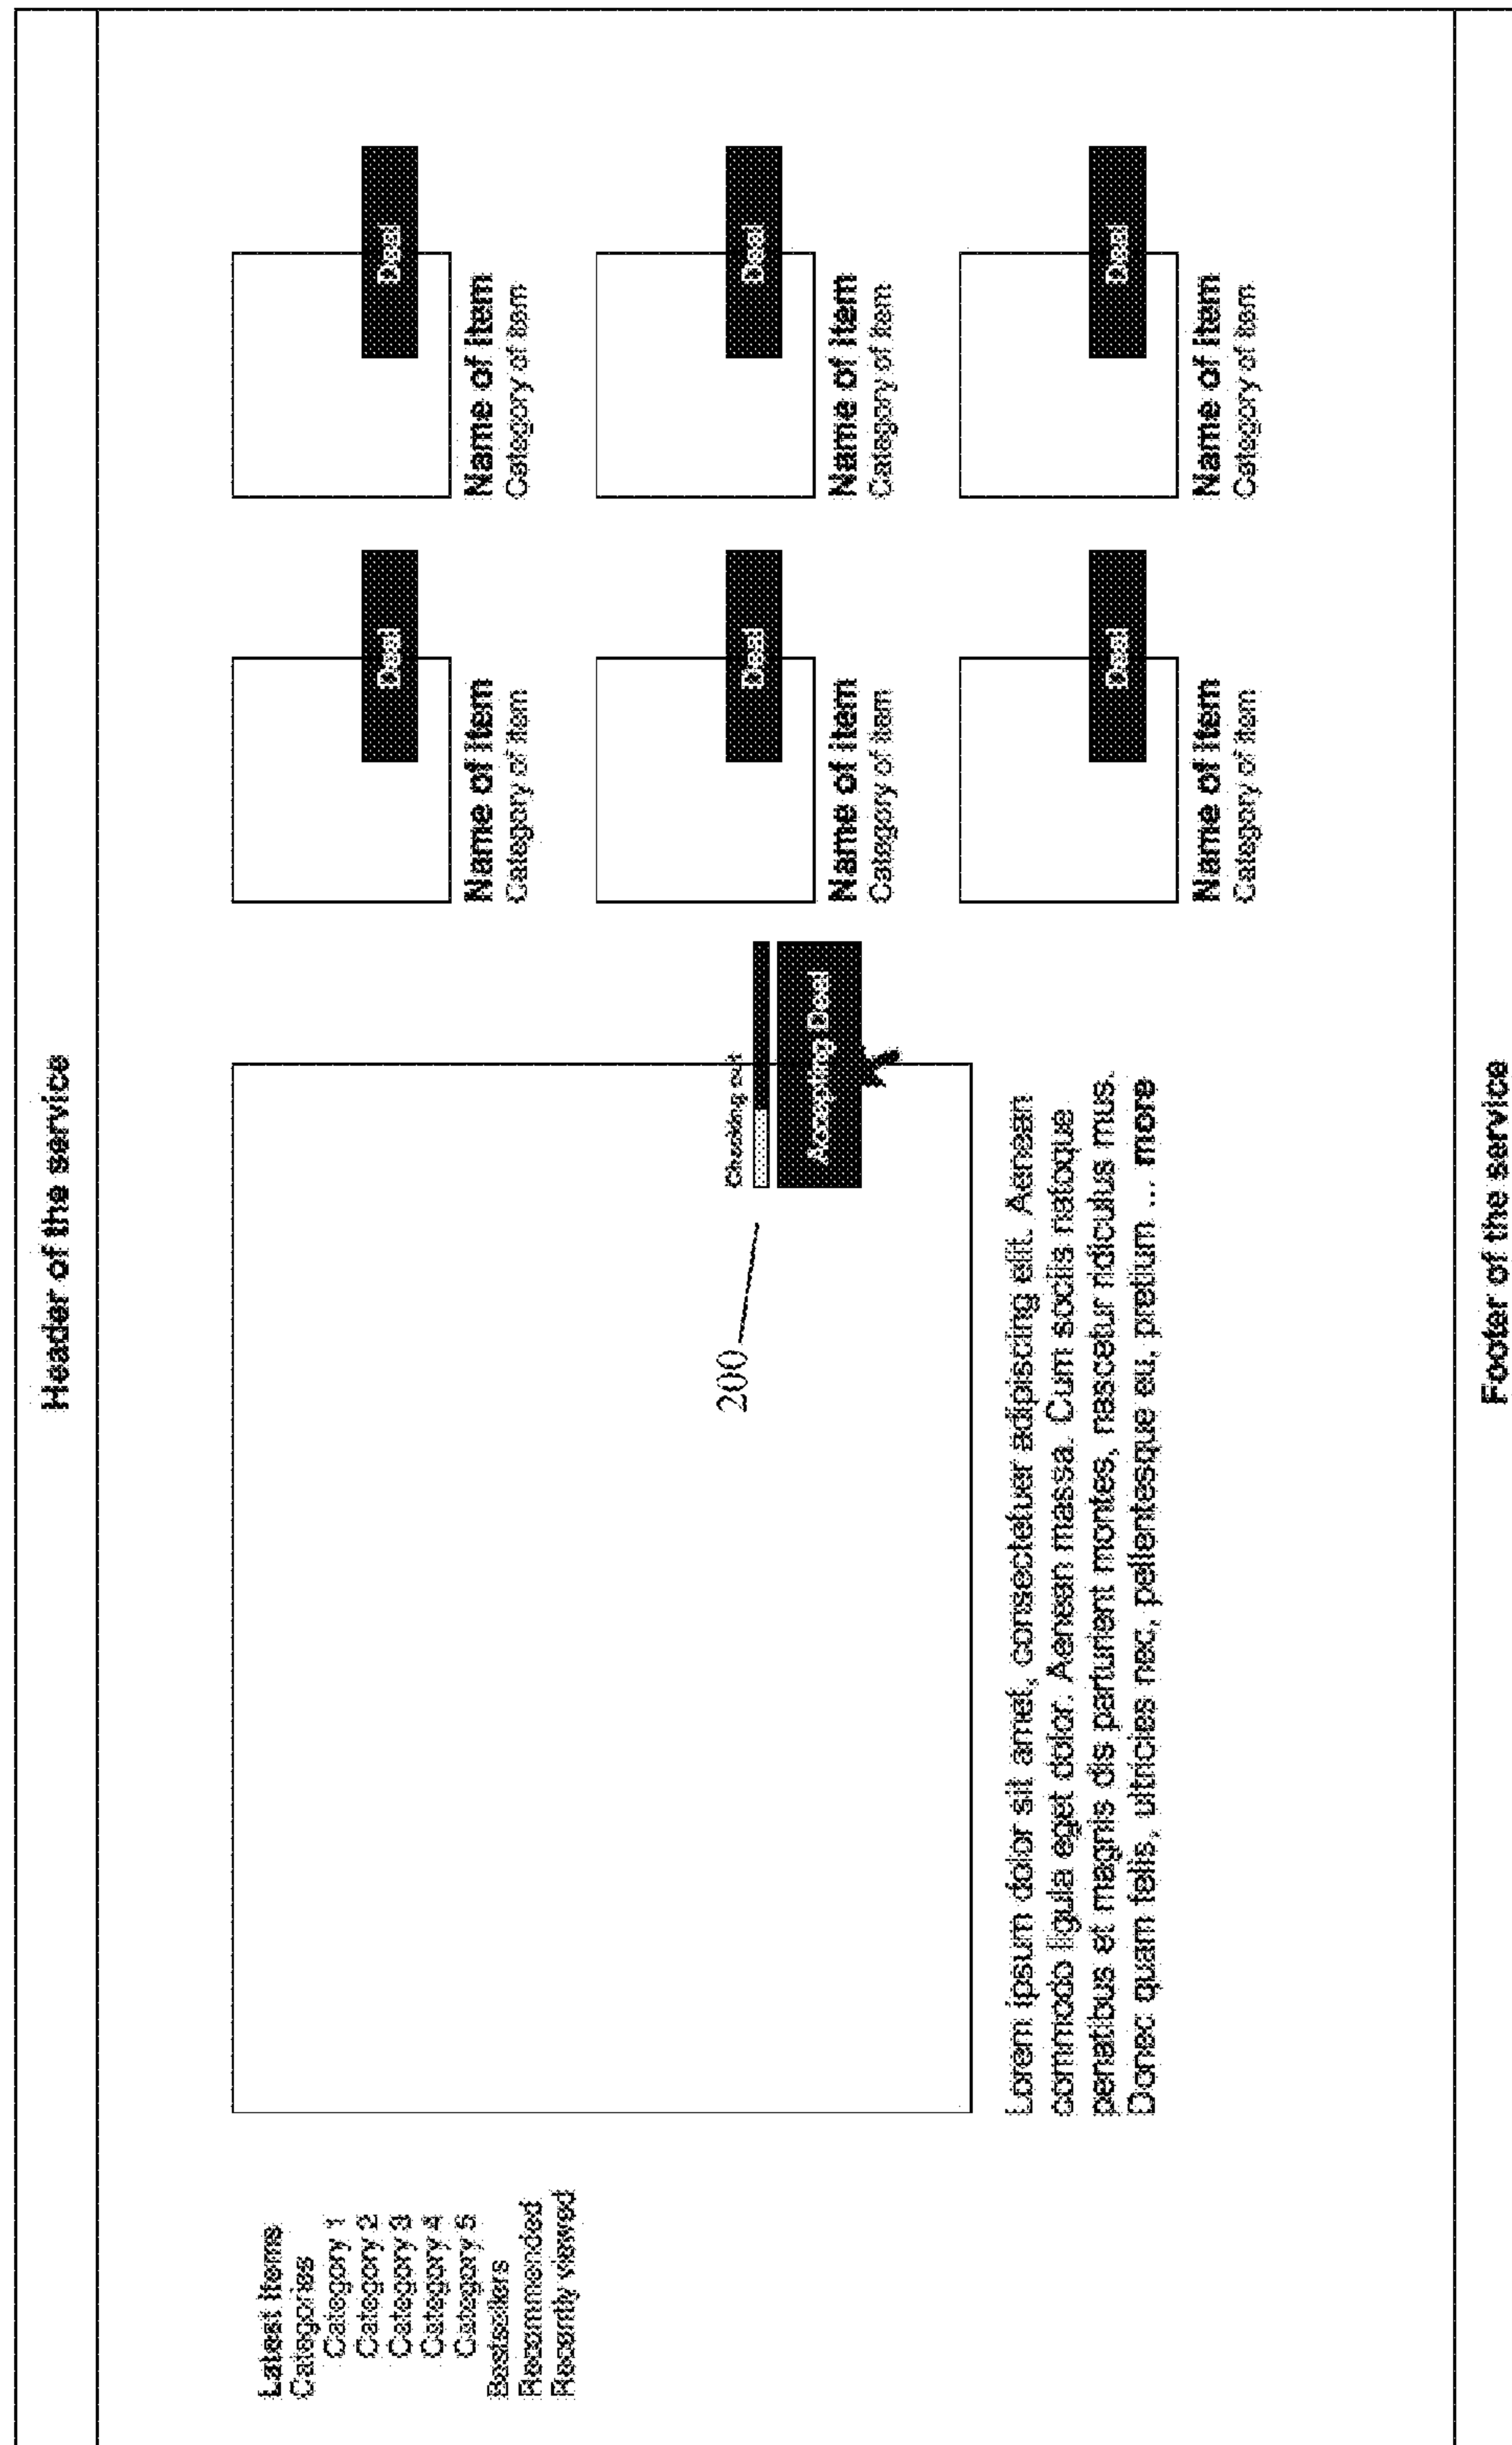 Header of the service
Latest Items
Categories
Category 1
Category 2
Category 3
Category 4
Category 5
Bestsellers
Recommended
Recently viewed
200
Checking out
Accepting Deal
Lorem ipsum dolor sit amet, consectetuer adipiscing elit. Aenean
commodo ligula eget dolor. Aenean massa. Cum sociis natoque
penatibus et magnis dis parturient montes, nascetur ridiculus mus.
Donec quam felis, ultricies nec, pellentesque eu, pretium ... more
Deal
Name of item
Category of item
Deal
Name of item
Category of item
Deal
Name of item
Category of item
Deal
Name of item
Category of item
Deal
Name of item
Category of item
Deal
Name of item
Category of item
Footer of the service